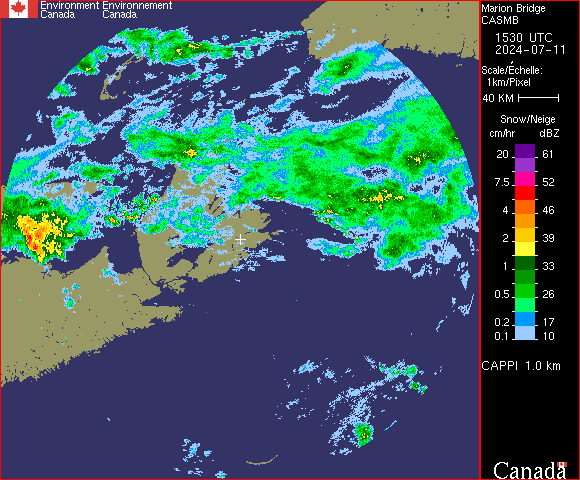 Environment Environnement
Canada Canada
Marion Bridge
CASMB
1530 UTC
2024-07-11
Scale/Echelle:
1km/Pixel
40 KM
Snow/Neige
cm/hr dBZ
20 61
7.5 52
4 46
2 39
1 33
0.5 26
0.2 17
0.1 10
CAPPI 1.0 km
Canada